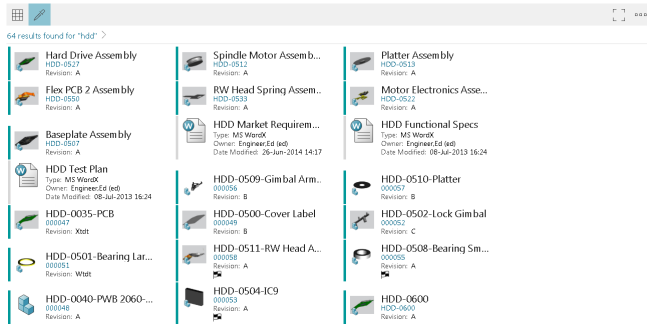 64 results found for "hdd"
Hard Drive Assembly
HDD-0527
Revision: A
Spindle Motor Assemb...
HDD-0512
Revision: A
Platter Assembly
HDD-0513
Revision: A
Flex PCB 2 Assembly
HDD-0550
Revision: A
RW Head Spring Assem..
HDD-0533
Revision: A
Motor Electronics Asse...
HDD-0522
Revision: A
Baseplate Assembly
HDD-0507
Revision: A
HDD Market Requirem...
Type: MS WordX
Owner: Engineer,Ed (ed)
Date Modified: 26-Jun-2014 14:17
HDD Functional Specs
Type: MS WordX
Owner: Engineer,Ed (ed)
Date Modified: 08-Jul-2013 16:24
HDD Test Plan
Type: MS WordX
Owner: Engineer,Ed (ed)
Date Modified: 08-Jul-2013 16:24
HDD-0509-Gimbal Arm..
000056
Revision: B
HDD-0510-Platter
000057
Revision: B
HDD-0035-PCB
000047
Revision: Xtdt
HDD-0500-Cover Label
000049
Revision: B
HDD-0502-Lock Gimbal
000052
Revision: C
HDD-0501-Bearing Lar...
000051
Revision: Wtdt
HDD-0511-RW Head A...
000058
Revision: A
HDD-0508-Bearing Sm...
000055
Revision: A
HDD-0040-PWB 2060-...
000048
Revision: A
HDD-0504-IC9
000053
Revision: A
HDD-0600
HDD-0600
Revision: A